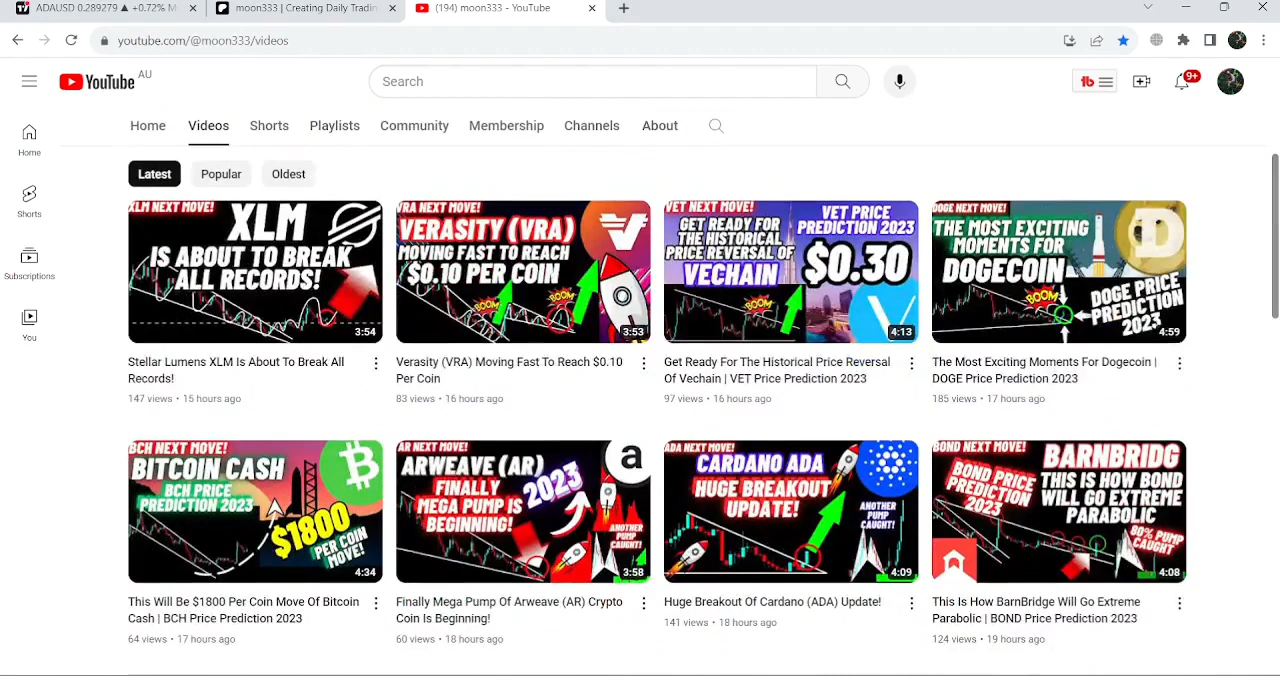 ADAUSD 0.289279 ▲ +0.72%
moon333 | Creating Daily Tradin
(194) moon333 - YouTube
youtube.com/@moon333/videos
YouTube AU
Search
9+
Home Videos Shorts Playlists Community Membership Channels About
Home
Shorts
Subscriptions
You
Latest Popular Oldest
XLM NEXT MOVE!
XLM
IS ABOUT TO BREAK
ALL RECORDS!
3:54
VRA NEXT MOVE!
VERASITY (VRA)
MOVING FAST TO REACH
$0.10 PER COIN
BOOM
BOOM
3:53
VET NEXT MOVE!
GET READY FOR
THE HISTORICAL
PRICE REVERSAL OF
VECHAIN
VET PRICE
PREDICTION 2023
$0.30
BOOM
4:13
DOGE NEXT MOVE!
THE MOST EXCITING
MOMENTS FOR
DOGECOIN
BOOM
DOGE PRICE
PREDICTION
2023
4:59
Stellar Lumens XLM Is About To Break All
Records!
147 views • 15 hours ago
Verasity (VRA) Moving Fast To Reach $0.10
Per Coin
83 views • 16 hours ago
Get Ready For The Historical Price Reversal
Of Vechain | VET Price Prediction 2023
97 views • 16 hours ago
The Most Exciting Moments For Dogecoin |
DOGE Price Prediction 2023
185 views • 17 hours ago
BCH NEXT MOVE!
BITCOIN CASH
BCH PRICE
PREDICTION 2023
$1800
PER COIN
MOVE!
4:34
AR NEXT MOVE!
ARWEAVE (AR)
FINALLY
MEGA PUMP IS
BEGINNING!
2023
a
ANOTHER
PUMP
CAUGHT!
3:58
ADA NEXT MOVE!
CARDANO ADA
HUGE BREAKOUT
UPDATE!
ANOTHER
PUMP
CAUGHT!
4:09
BOND NEXT MOVE!
BOND PRICE
PREDICTION
2023
BARNBRIDG
THIS IS HOW BOND
WILL GO EXTREME
PARABOLIC
80% PUMP
CAUGHT
4:08
This Will Be $1800 Per Coin Move Of Bitcoin
Cash | BCH Price Prediction 2023
64 views • 17 hours ago
Finally Mega Pump Of Arweave (AR) Crypto
Coin Is Beginning!
60 views • 18 hours ago
Huge Breakout Of Cardano (ADA) Update!
141 views • 18 hours ago
This Is How BarnBridge Will Go Extreme
Parabolic | BOND Price Prediction 2023
124 views • 19 hours ago